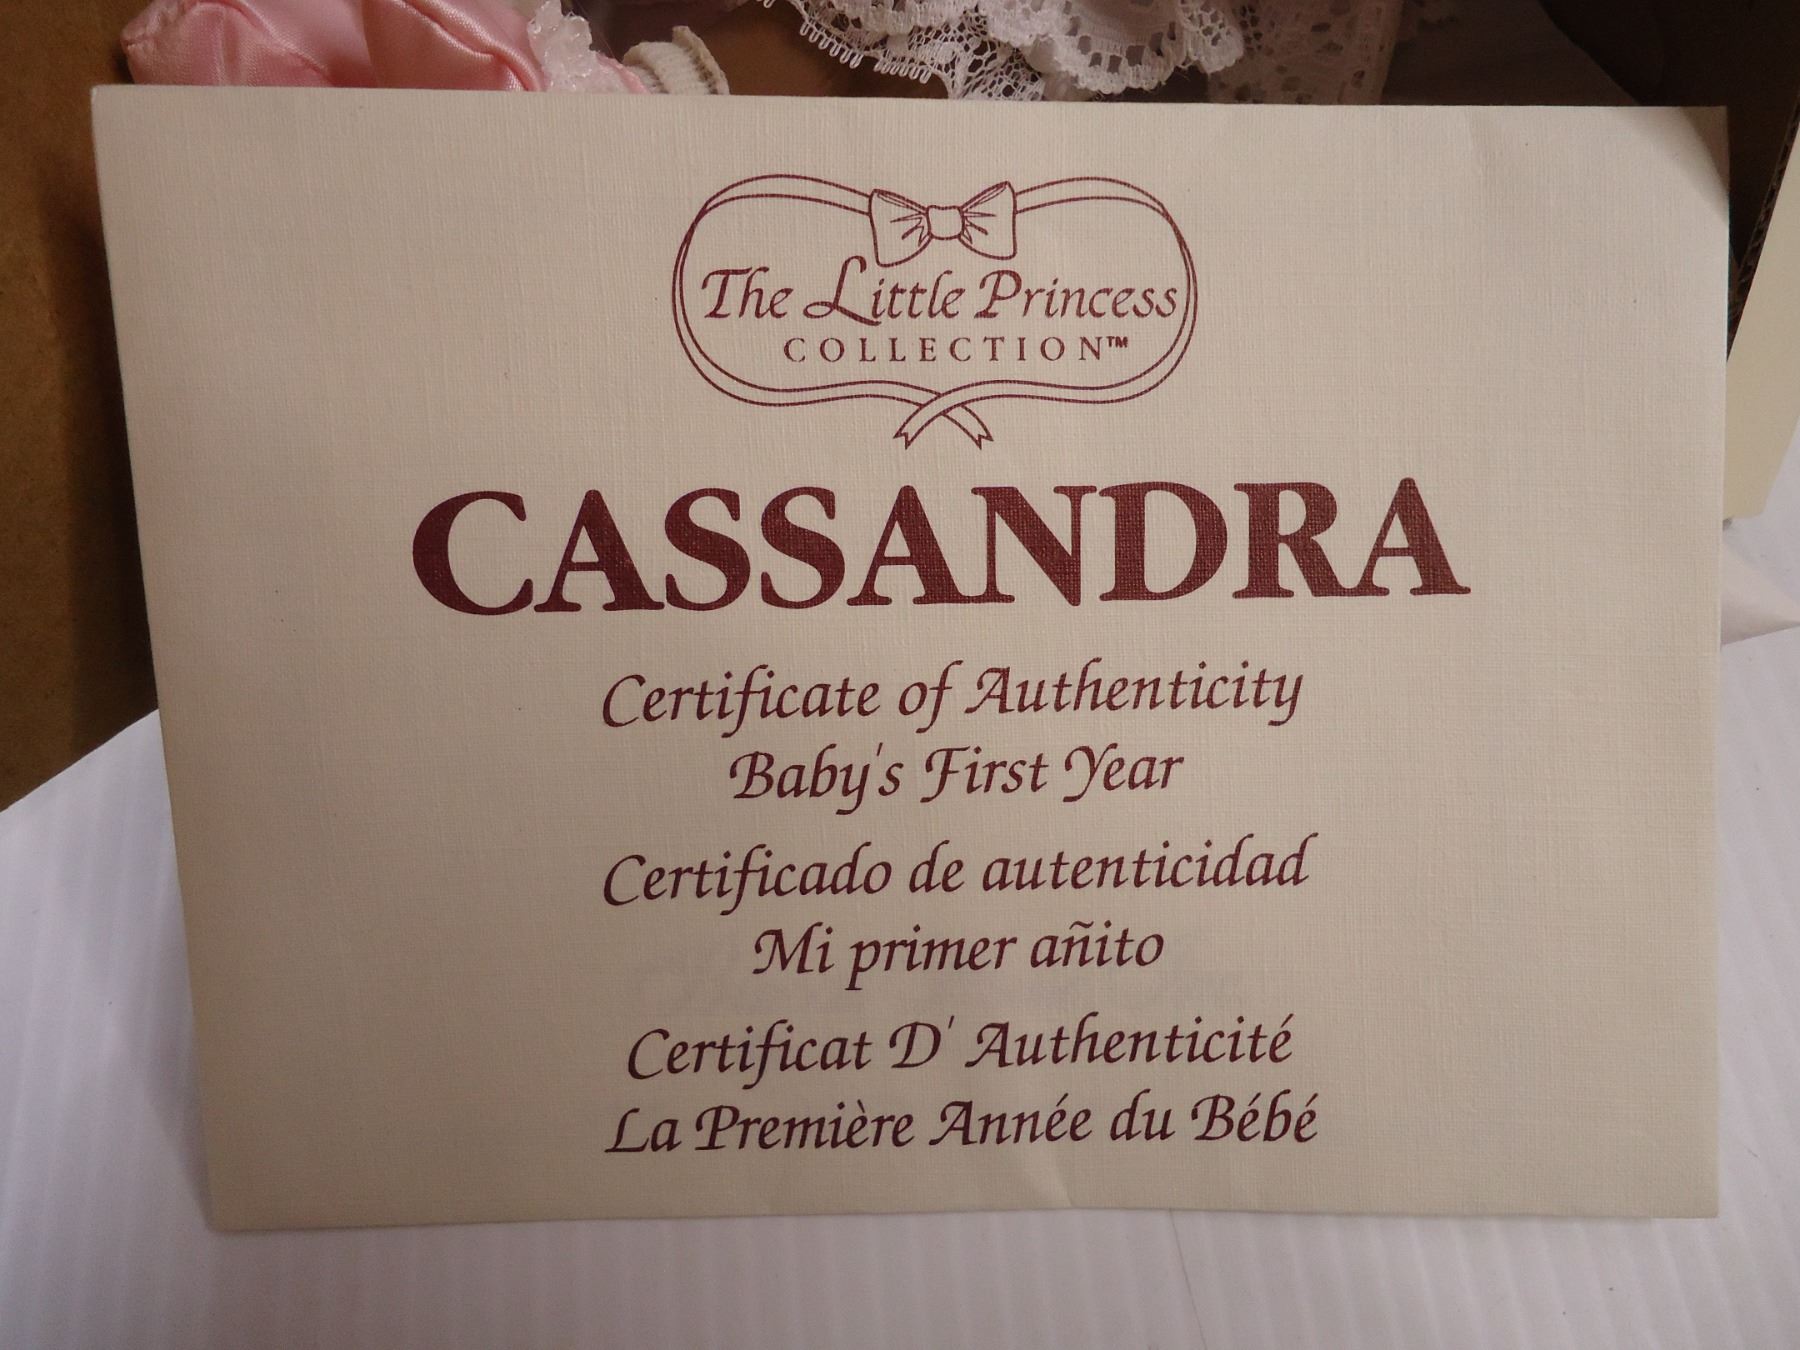 The Little Princess
COLLECTION™
CASSANDRA
Certificate of Authenticity
Baby's First Year
Certificado de autenticidad
Mi primer añito
Certificat D' Authenticité
La Première Année du Bébé